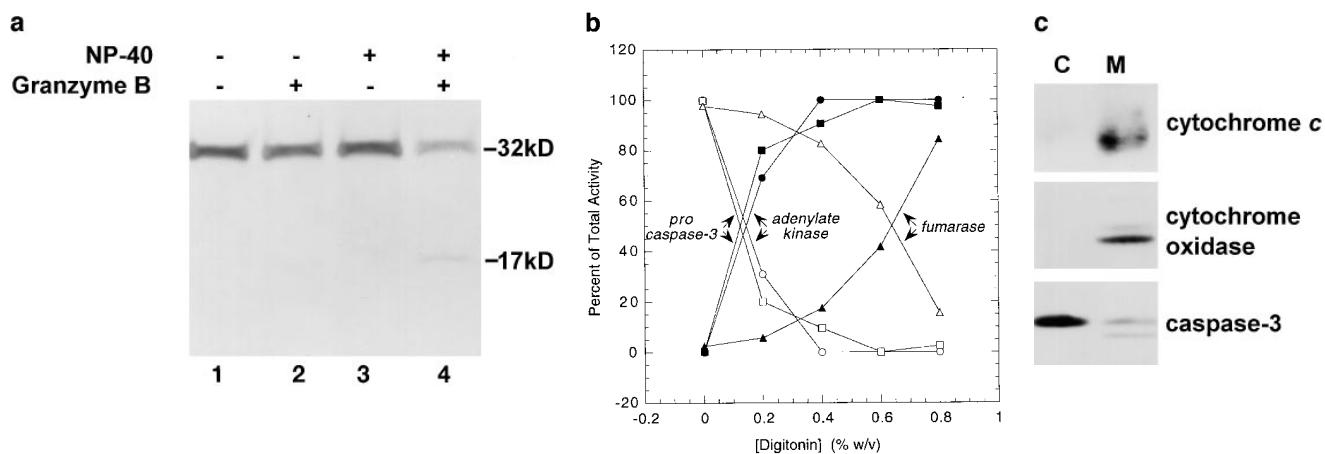 a
NP-40 - - + +
Granzyme B - + - +
–32kD
–17kD
1 2 3 4
b
120
100
80
60
40
20
0
-20
-0.2 0 0.2 0.4 0.6 0.8 1
Percent of Total Activity
[Digitonin] (% w/v)
pro
caspase-3
adenylate
kinase
fumarase
c
C M
cytochrome c
cytochrome
oxidase
caspase-3